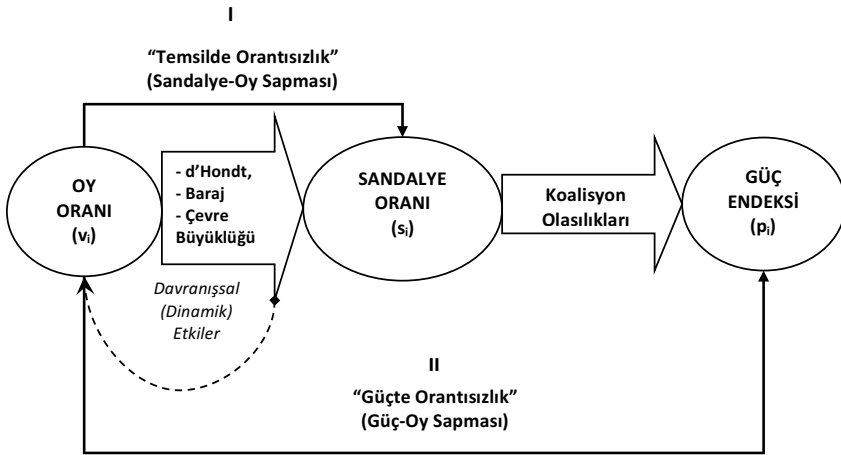 I
“Temsilde Orantısızlık”
(Sandalye-Oy Sapması)
OY
ORANI
(vᵢ)
- d’Hondt,
- Baraj
- Çevre
Büyüklüğü
SANDALYE
ORANI
(sᵢ)
Koalisyon
Olasılıkları
GÜÇ
ENDEKSİ
(pᵢ)
Davranışsal
(Dinamik)
Etkiler
II
“Güçte Orantısızlık”
(Güç-Oy Sapması)